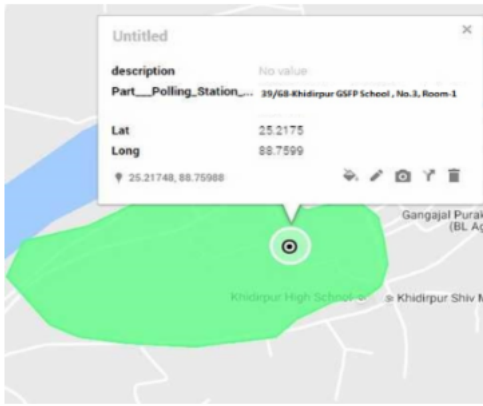 Untitled
description No value
Part__Polling_Station_... 39/68-Khidirpur GSFP School , No.3, Room-1
Lat 25.2175
Long 88.7599
25.21748, 88.75988
Gangajal Purak
(BL Ag
Khidirpur High School
Khidirpur Shiv M